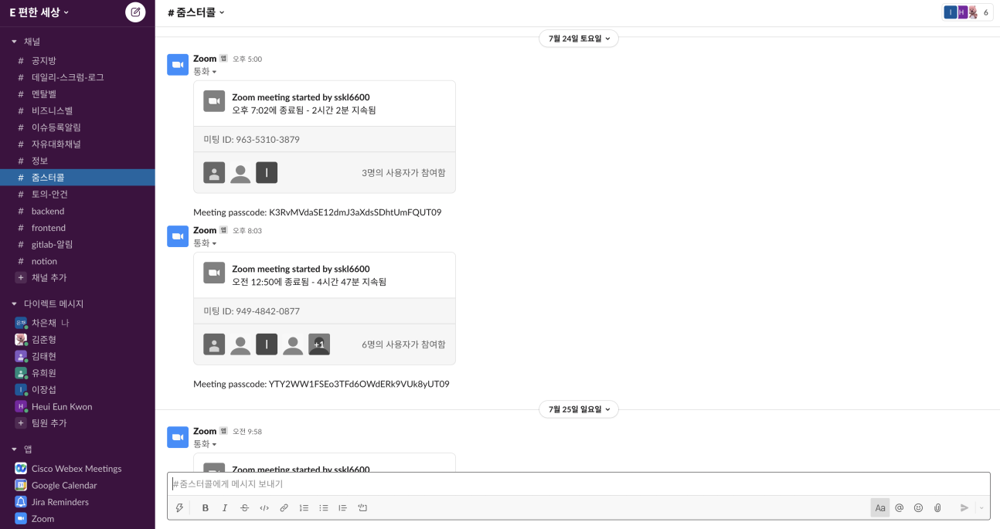 E 편한 세상
채널
# 공지방
# 데일리-스크럼-로그
# 멘탈벨
# 비즈니스벨
# 이슈등록알림
# 자유대화채널
# 정보
# 줌스터콜
# 토의-안건
# backend
# frontend
# gitlab-알림
# notion
+ 채널 추가
다이렉트 메시지
은채 차은채 나
김준형
김태현
유희원
I 이장섭
H Heui Eun Kwon
+ 팀원 추가
앱
Cisco Webex Meetings
Google Calendar
Jira Reminders
Zoom
# 줌스터콜
I H 6
7월 24일 토요일
Zoom 앱 오후 5:00
통화
Zoom meeting started by sskl6600
오후 7:02에 종료됨 - 2시간 2분 지속됨
미팅 ID: 963-5310-3879
I 3명의 사용자가 참여함
Meeting passcode: K3RvMVdaSE12dmJ3aXdsSDhtUmFQUT09
Zoom 앱 오후 8:03
통화
Zoom meeting started by sskl6600
오전 12:50에 종료됨 - 4시간 47분 지속됨
미팅 ID: 949-4842-0877
I +1 6명의 사용자가 참여함
Meeting passcode: YTY2WW1FSEo3TFd6OWdERk9VUk8yUT09
7월 25일 일요일
Zoom 앱 오전 9:58
통화
Zoom meeting started by sskl6600
#줌스터콜에게 메시지 보내기
B I S </> Aa @